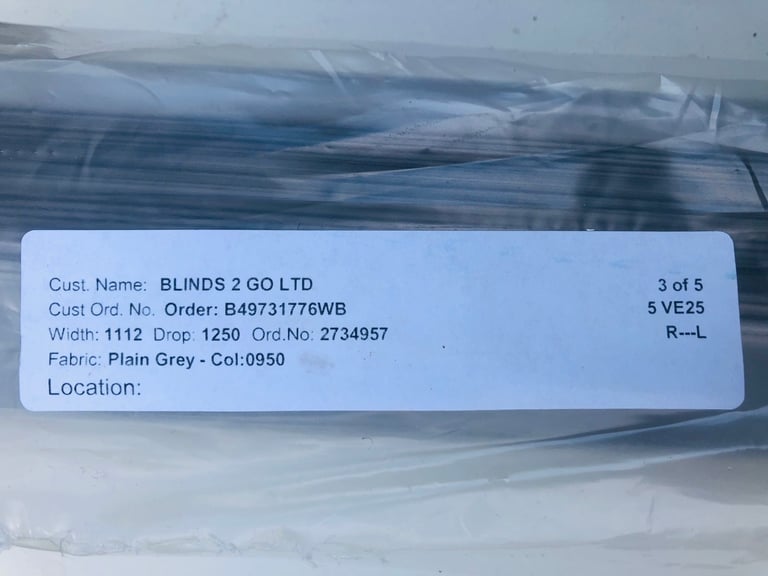 Cust. Name: BLINDS 2 GO LTD 3 of 5
Cust Ord. No. Order: B49731776WB 5 VE25
Width: 1112 Drop: 1250 Ord.No: 2734957 R---L
Fabric: Plain Grey - Col:0950
Location: